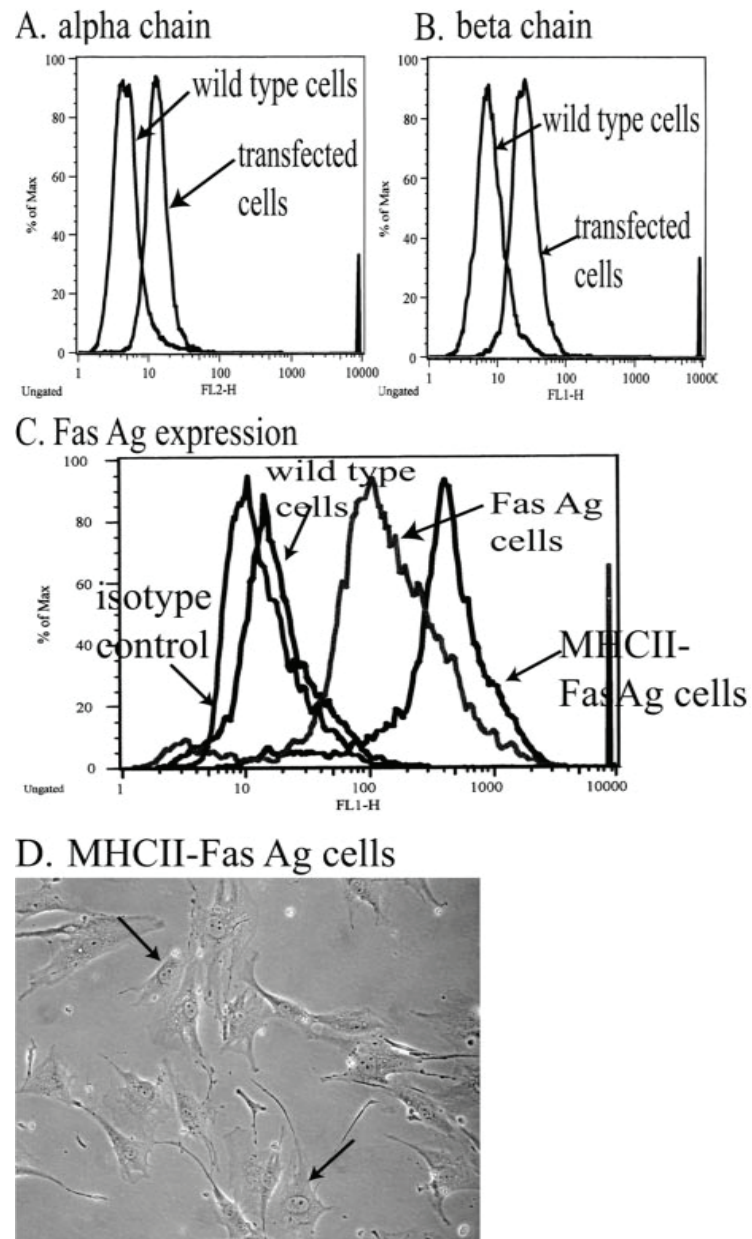 A. alpha chain
100
80
60
40
20
0
% of Max
wild type cells
transfected
cells
1
10
100
1000
10000
Ungated
FL2-H
B. beta chain
100
80
60
40
20
0
% of Max
wild type cells
transfected
cells
1
10
100
1000
1000
Ungated
FL1-H
C. Fas Ag expression
100
80
60
40
20
0
% of Max
wild type
cells
Fas Ag
cells
isotype
control
MHCII-
FasAg cells
1
10
100
1000
10000
Ungated
FL1-H
D. MHCII-Fas Ag cells